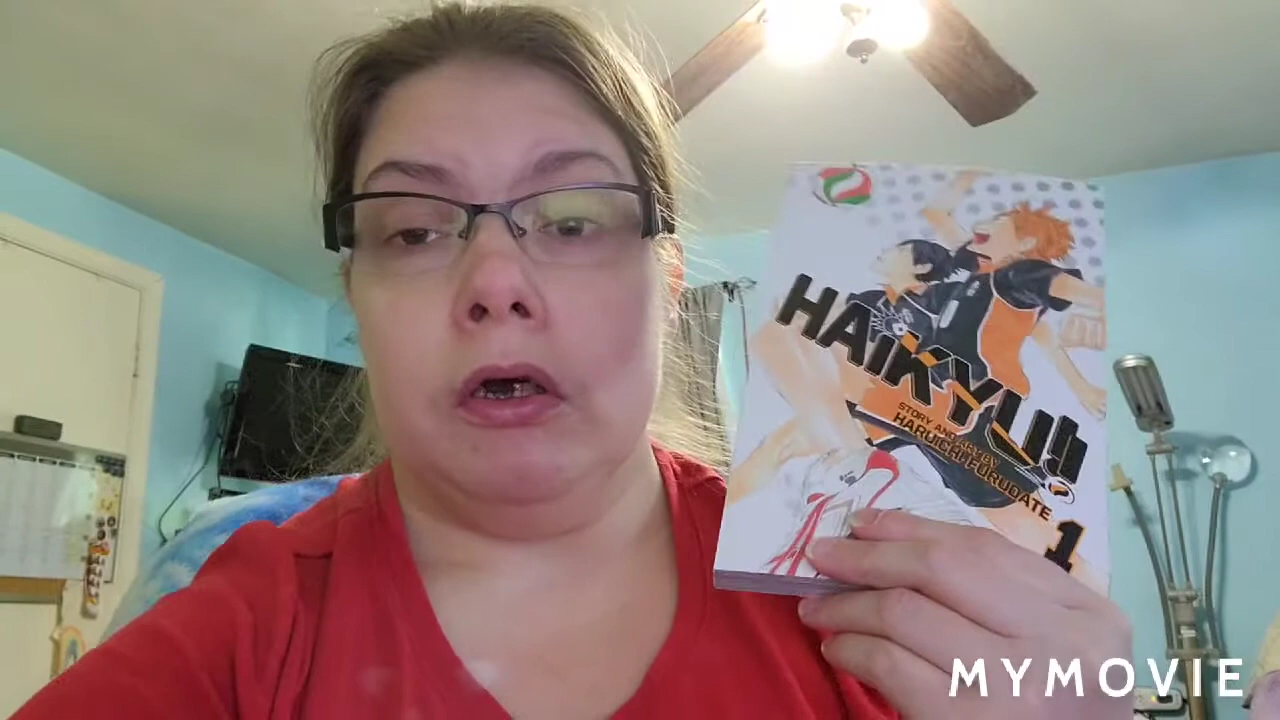 HAIKYU!!
STORY AND ART BY
HARUICHI FURUDATE
1
MYMOVIE